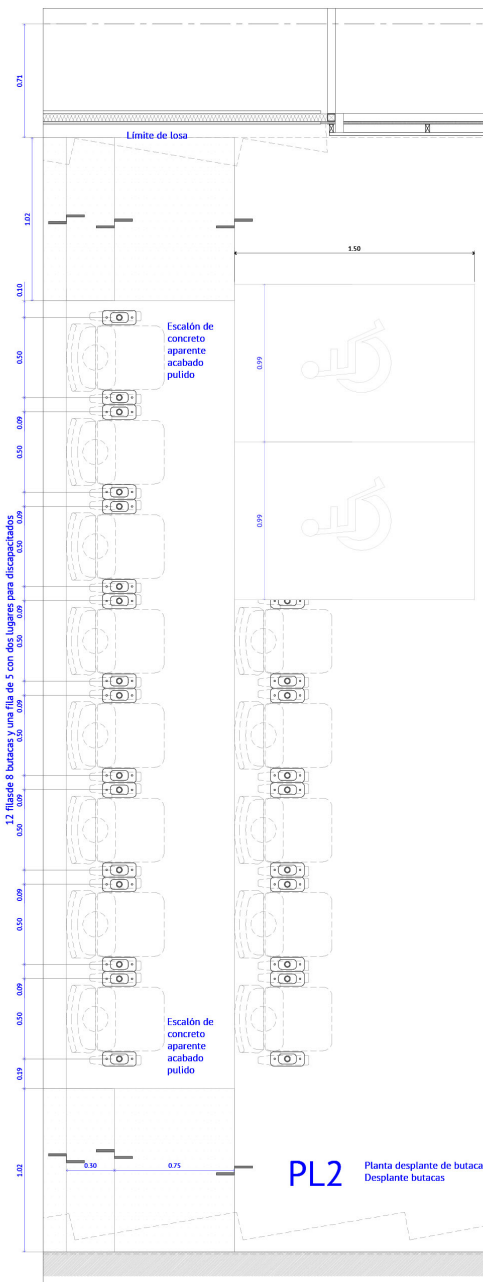 0.71
Límite de losa
1.02
1.50
0.10
Escalón de
concreto
aparente
acabado
pulido
0.50
0.99
0.09
0.50
0.09
0.99
0.50
0.09
0.50
0.09
0.50
0.09
0.50
0.09
0.50
0.09
0.50
12 filasde 8 butacas y una fila de 5 con dos lugares para discapacitados
Escalón de
concreto
aparente
acabado
pulido
0.19
1.02
0.30
0.75
PL2
Planta desplante de butaca
Desplante butacas